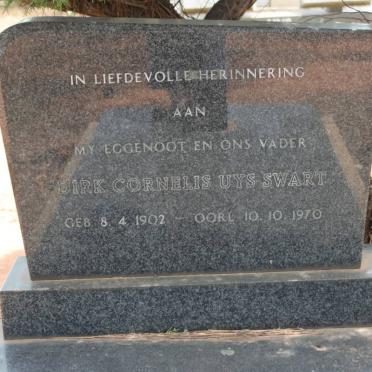 IN LIEFDEVOLLE HERINNERING
AAN
MY EGGENOOT EN ONS VADER
DIRK CORNELIS UYS SWART
GEB. 8. 4. 1902 – OORL. 10. 10. 1970